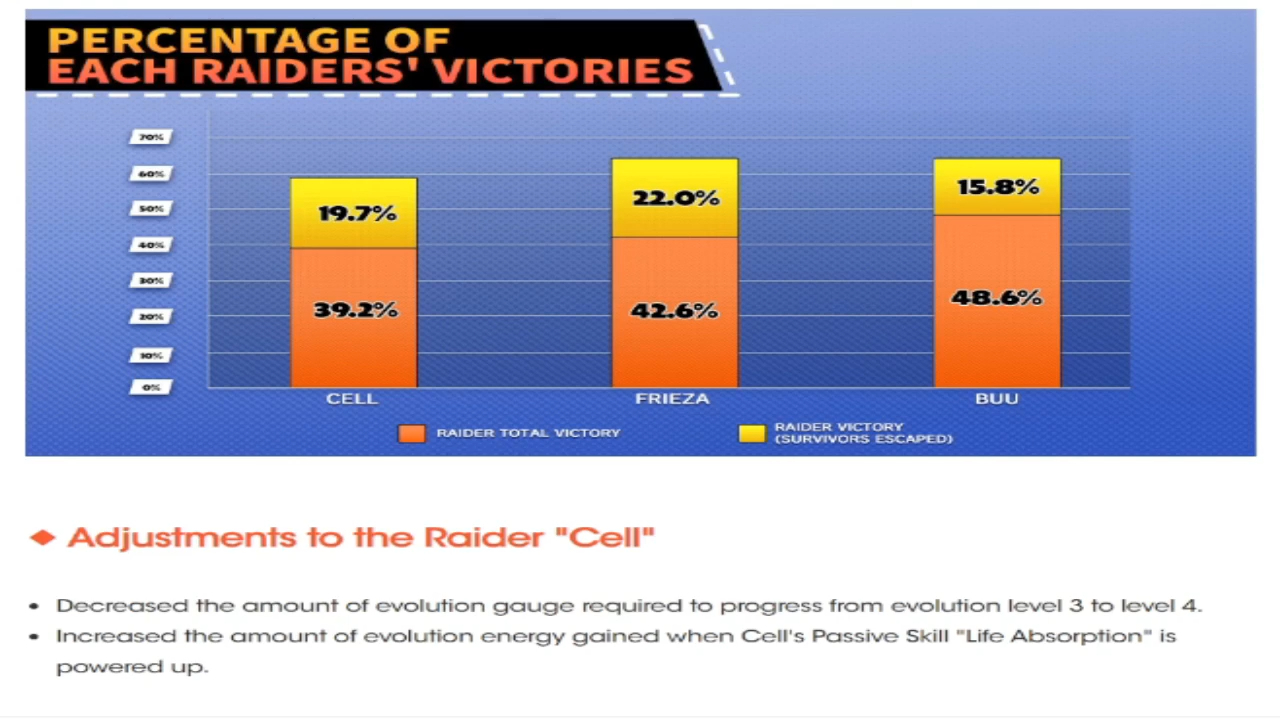 PERCENTAGE OF
EACH RAIDERS' VICTORIES
70%
60%
50%
40%
30%
20%
10%
0%
19.7%
39.2%
22.0%
42.6%
15.8%
48.6%
CELL
FRIEZA
BUU
RAIDER TOTAL VICTORY
RAIDER VICTORY
(SURVIVORS ESCAPED)
◆ Adjustments to the Raider "Cell"
• Decreased the amount of evolution gauge required to progress from evolution level 3 to level 4.
• Increased the amount of evolution energy gained when Cell's Passive Skill "Life Absorption" is
powered up.